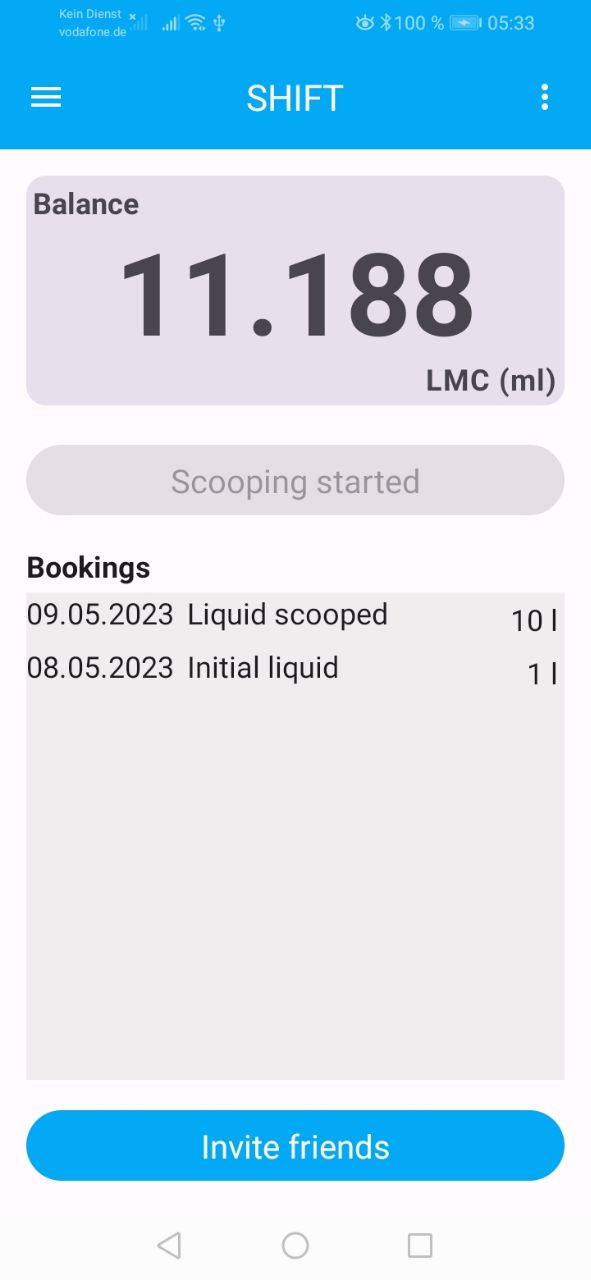 Kein Dienst
vodafone.de
100 % 05:33
SHIFT
Balance
11.188
LMC (ml)
Scooping started
Bookings
09.05.2023 Liquid scooped 10 l
08.05.2023 Initial liquid 1 l
Invite friends